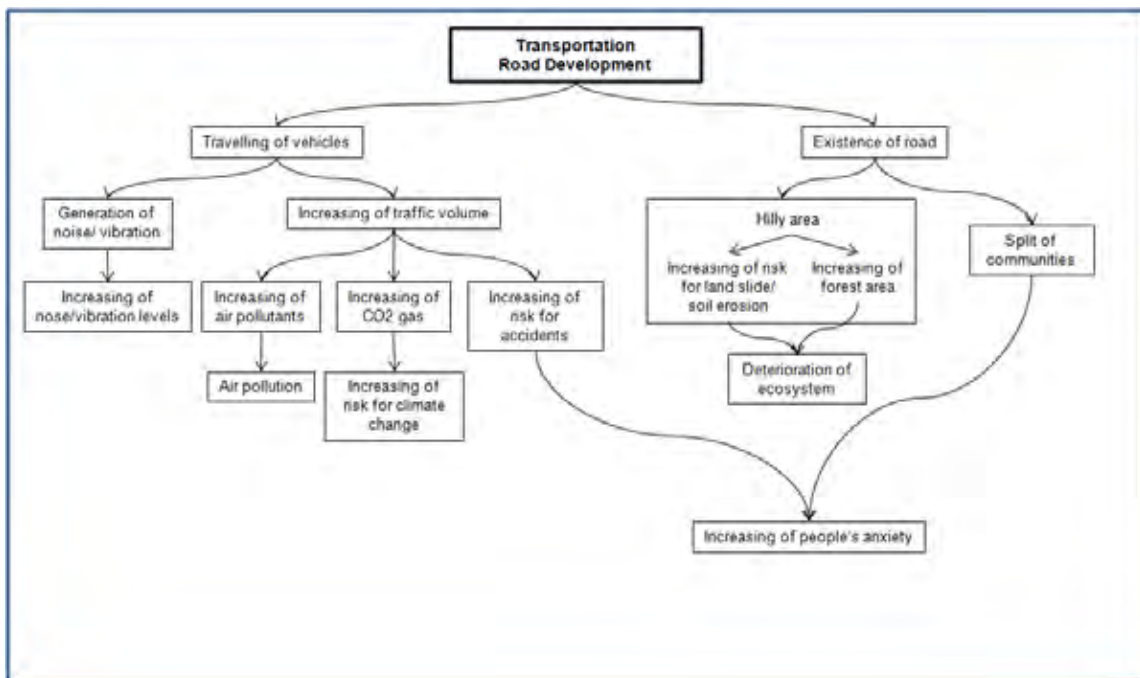 Transportation
Road Development
Travelling of vehicles
Existence of road
Generation of
noise/ vibration
Increasing of traffic volume
Hilly area
Split of
communities
Increasing of risk
for land slide/
soil erosion
Increasing of
forest area
Increasing of
nose/vibration levels
Increasing of
air pollutants
Increasing of
CO2 gas
Increasing of
risk for
accidents
Air pollution
Increasing of
risk for climate
change
Deterioration of
ecosystem
Increasing of people's anxiety